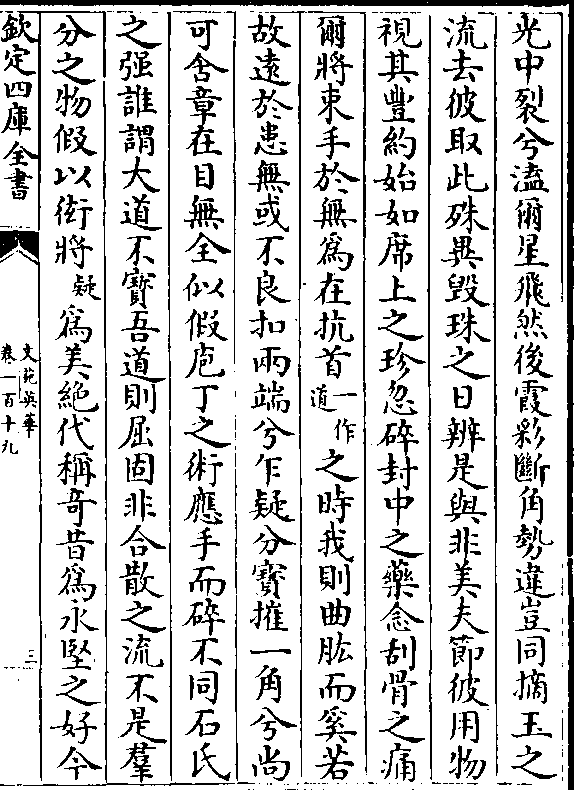 光中裂兮溘爾星飛然後霞彩斷角勢違豈同摘玉之
流去彼取此殊異毀珠之日辨是與非美夫節彼用物
視其豐約始如席上之珍忽碎封中之藥念刮骨之痛
爾將束手於無為在抗首一作道之時我則曲肱而奚若
故遠於患無或不良扣兩端兮乍疑分寶摧一角兮尚
可含章在目無全似假庖丁之術應手而碎不同石氏
之强誰謂大道不寶吾道則屈固非合散之流不是羣
分之物假以衒將疑為美絶代稱奇昔為永堅之好今
欽定四庫全書
文苑英華
卷一百十九
三